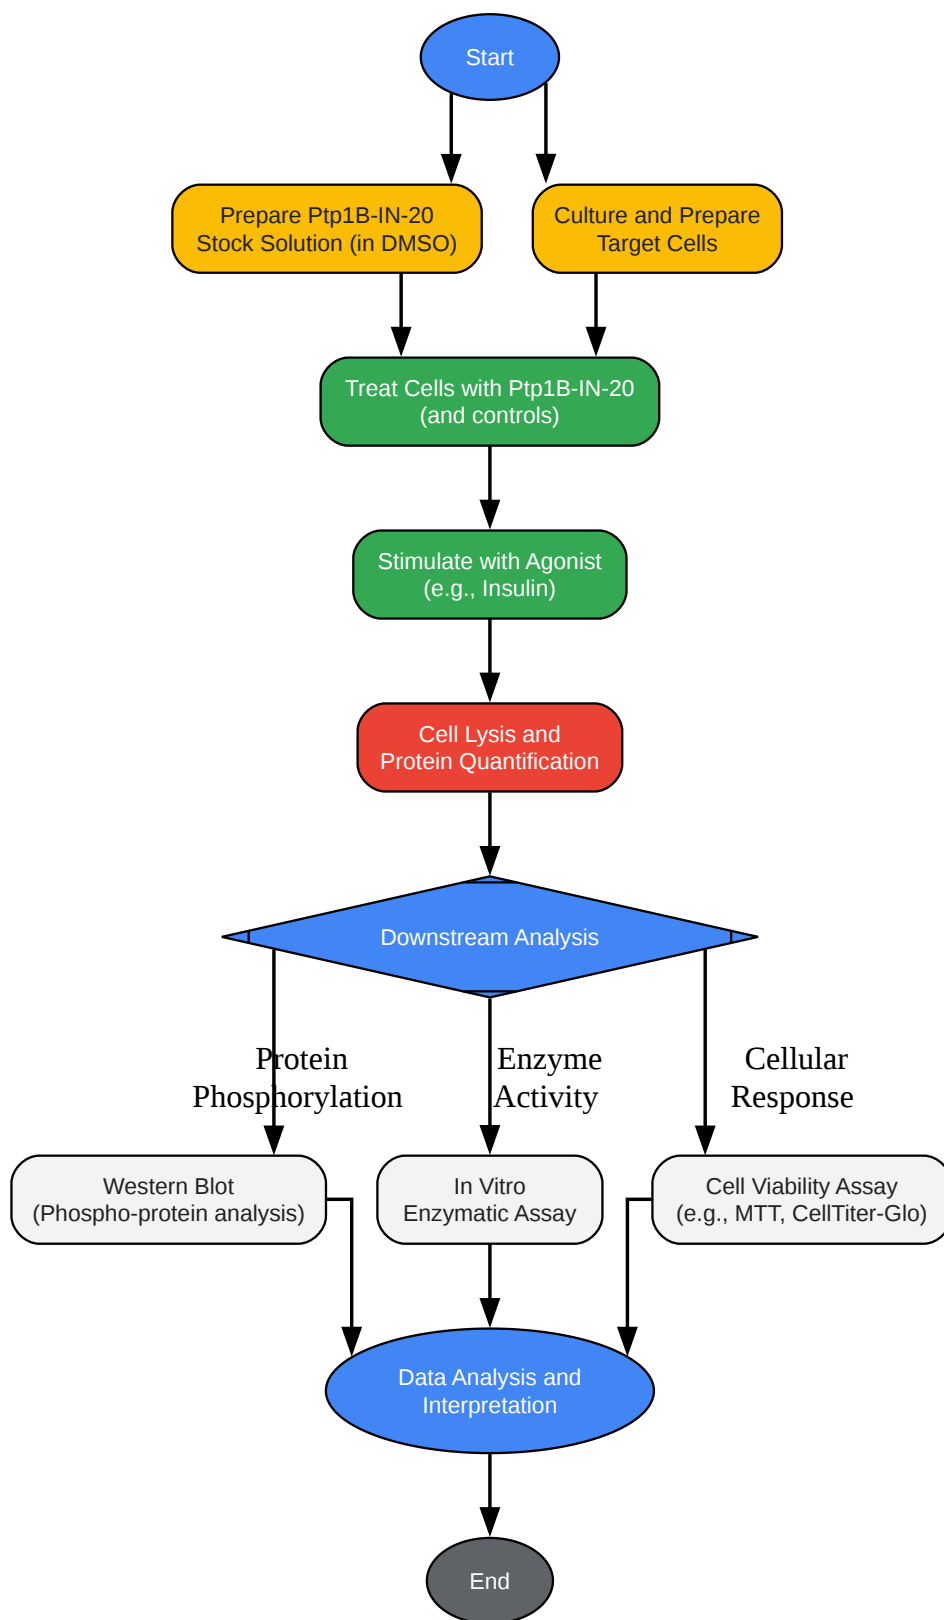 Start
Prepare Ptp1B-IN-20
Stock Solution (in DMSO)
Culture and Prepare
Target Cells
Treat Cells with Ptp1B-IN-20
(and controls)
Stimulate with Agonist
(e.g., Insulin)
Cell Lysis and
Protein Quantification
Downstream Analysis
Protein
Phosphorylation
Enzyme
Activity
Cellular
Response
Western Blot
(Phospho-protein analysis)
In Vitro
Enzymatic Assay
Cell Viability Assay
(e.g., MTT, CellTiter-Glo)
Data Analysis and
Interpretation
End